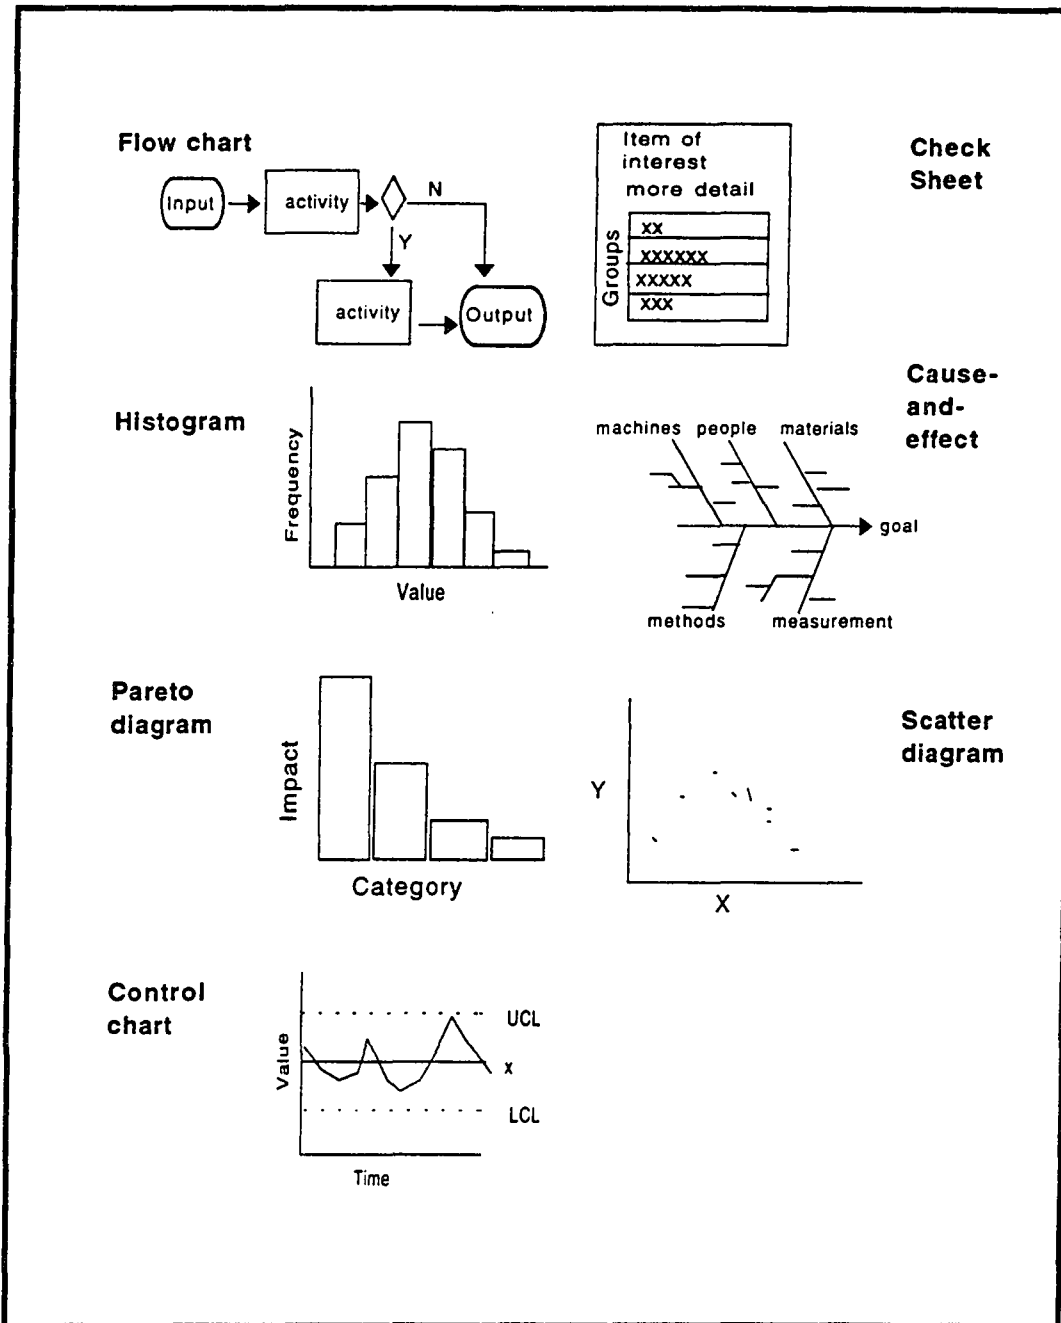 Flow chart
Input
activity
N
Y
activity
Output
Item of
interest
more detail
Groups
xx
xxxxxx
xxxxx
xxx
Check
Sheet
Histogram
Frequency
Value
Cause-
and-
effect
machines people materials
goal
methods measurement
Pareto
diagram
Impact
Category
Scatter
diagram
Y
X
Control
chart
Value
UCL
x
LCL
Time